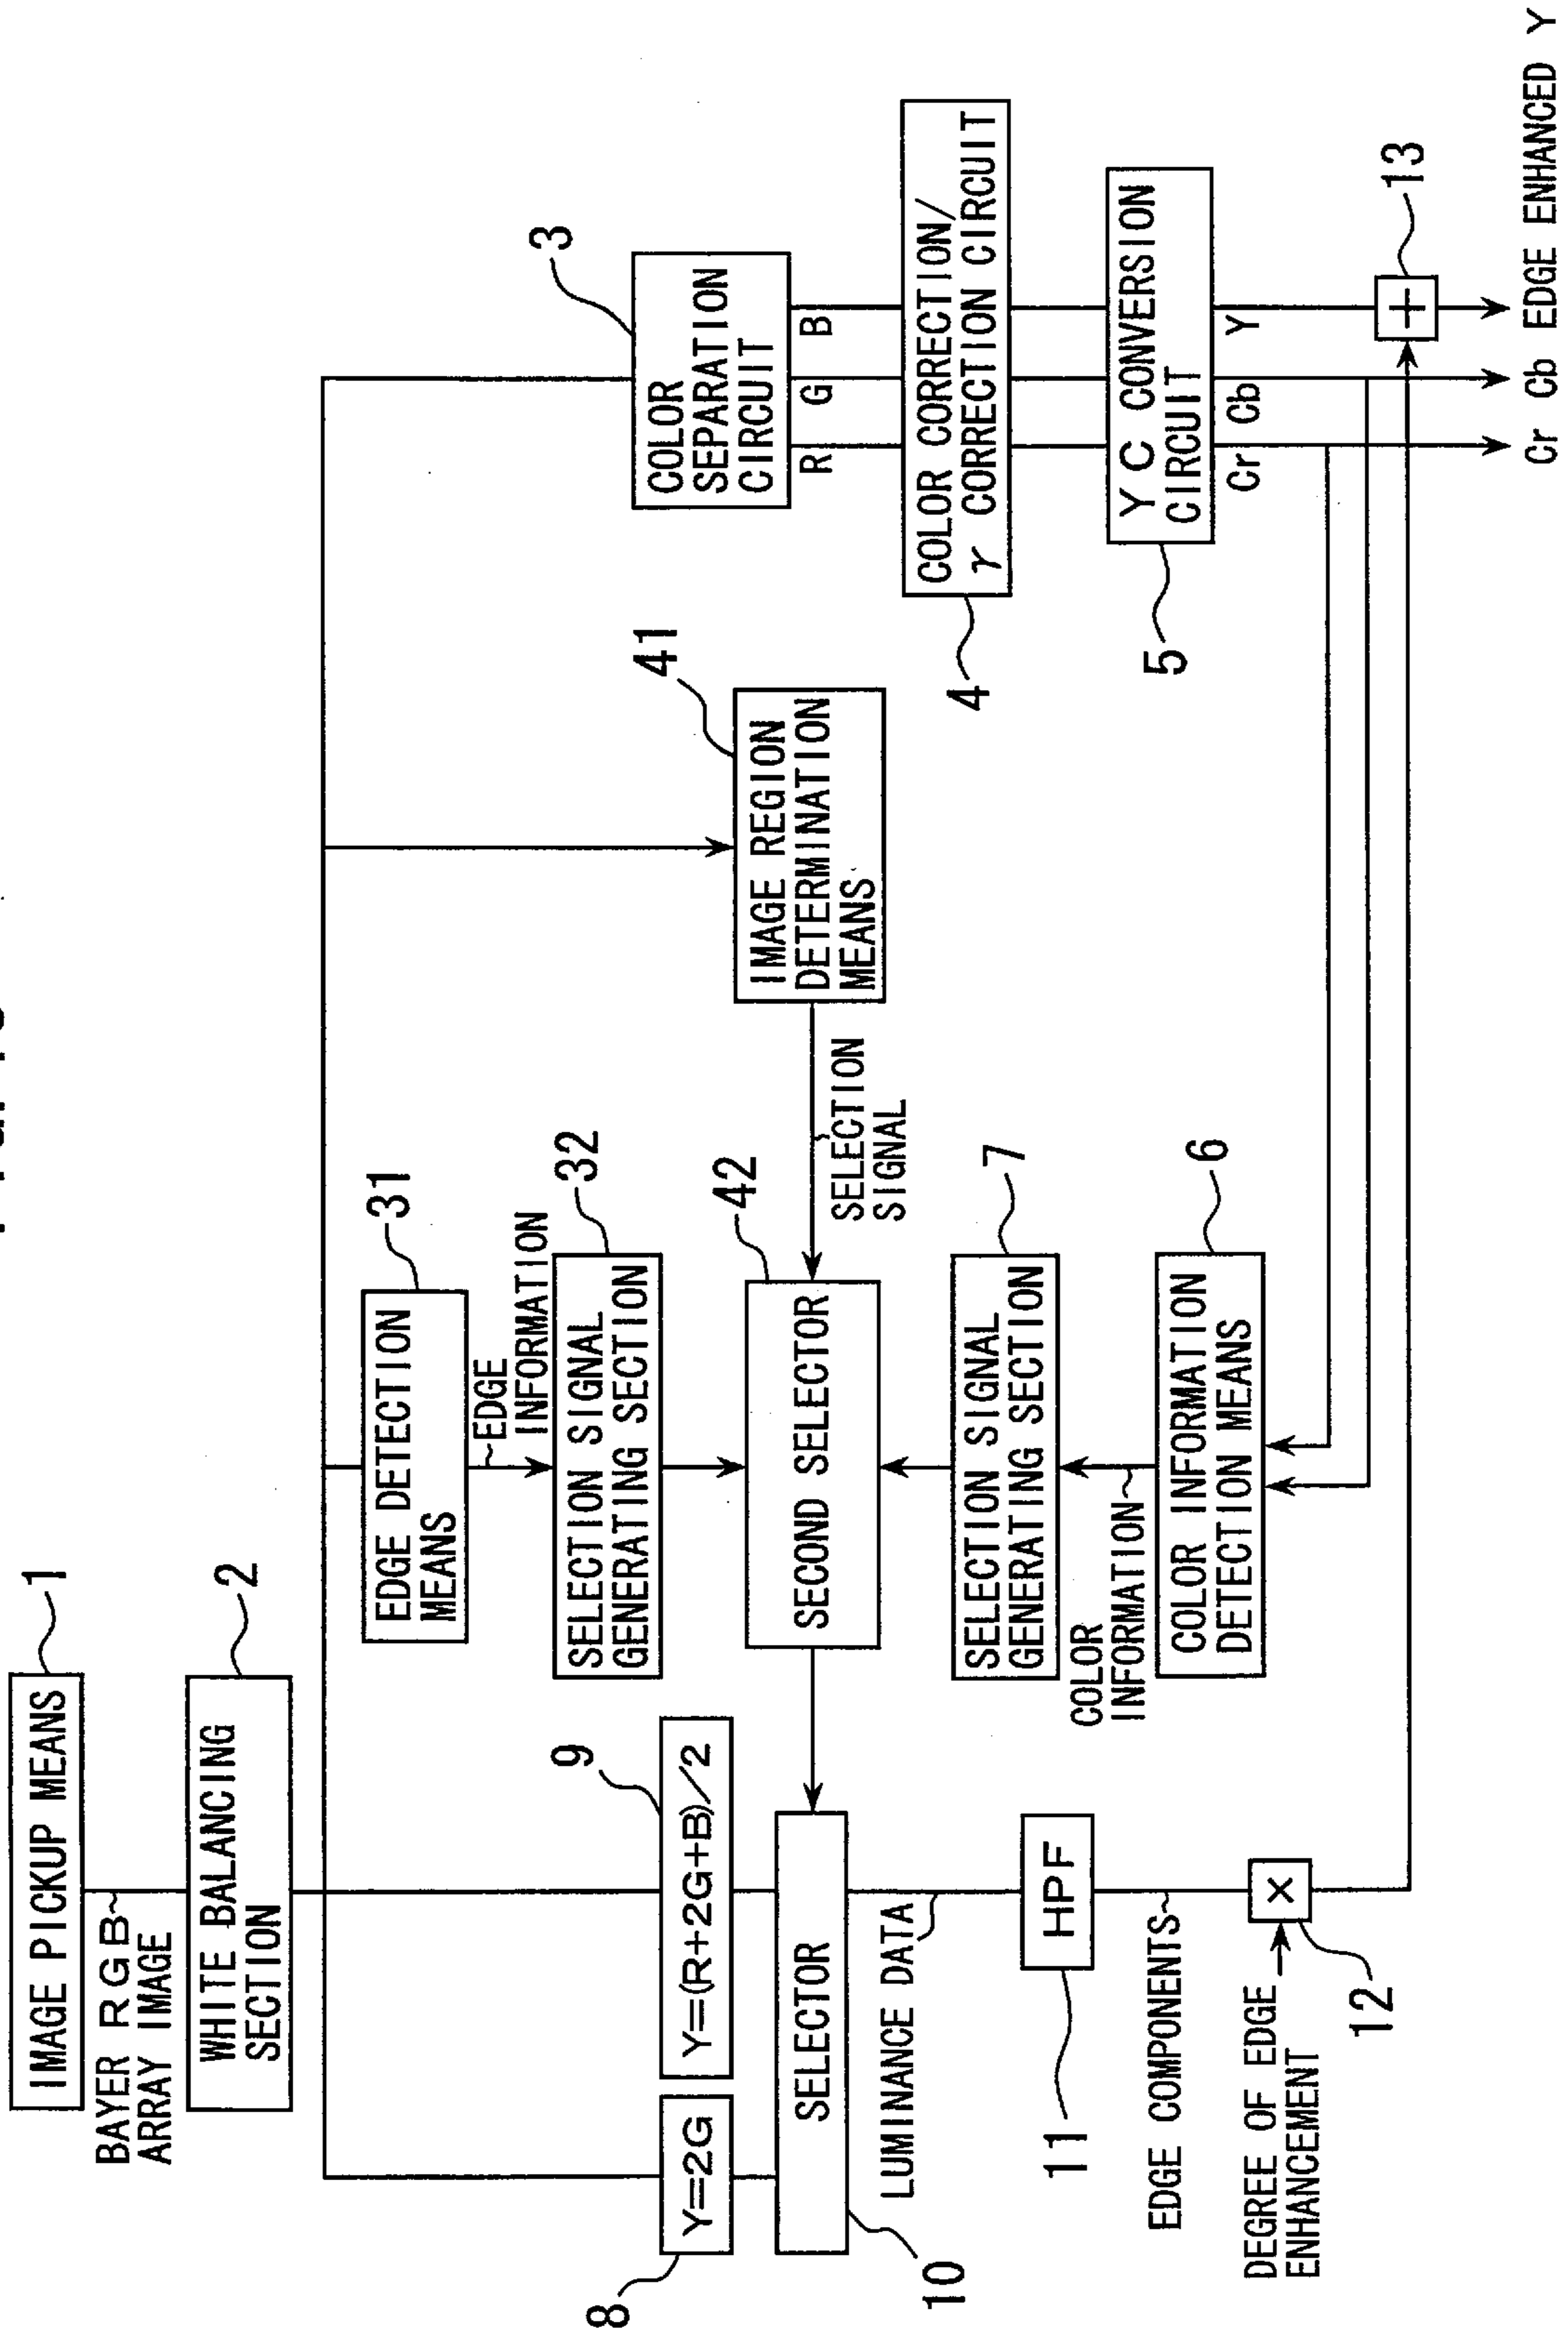 IMAGE PICKUP MEANS
1
BAYER RGB
ARRAY IMAGE
WHITE BALANCING
SECTION
2
EDGE DETECTION
MEANS
31
EDGE
INFORMATION
SELECTION SIGNAL
GENERATING SECTION
32
SECOND SELECTOR
42
IMAGE REGION
DETERMINATION
MEANS
41
SELECTION
SIGNAL
COLOR
SEPARATION
CIRCUIT
3
R G B
COLOR CORRECTION/
γ CORRECTION CIRCUIT
4
YC CONVERSION
CIRCUIT
5
Cr Cb Y
Y=2G
8
Y=(R+2G+B)/2
9
SELECTOR
10
LUMINANCE DATA
HPF
11
EDGE COMPONENTS
DEGREE OF EDGE
ENHANCEMENT
×
12
SELECTION SIGNAL
GENERATING SECTION
7
COLOR
INFORMATION
COLOR INFORMATION
DETECTION MEANS
6
+
13
Cr Cb EDGE ENHANCED Y